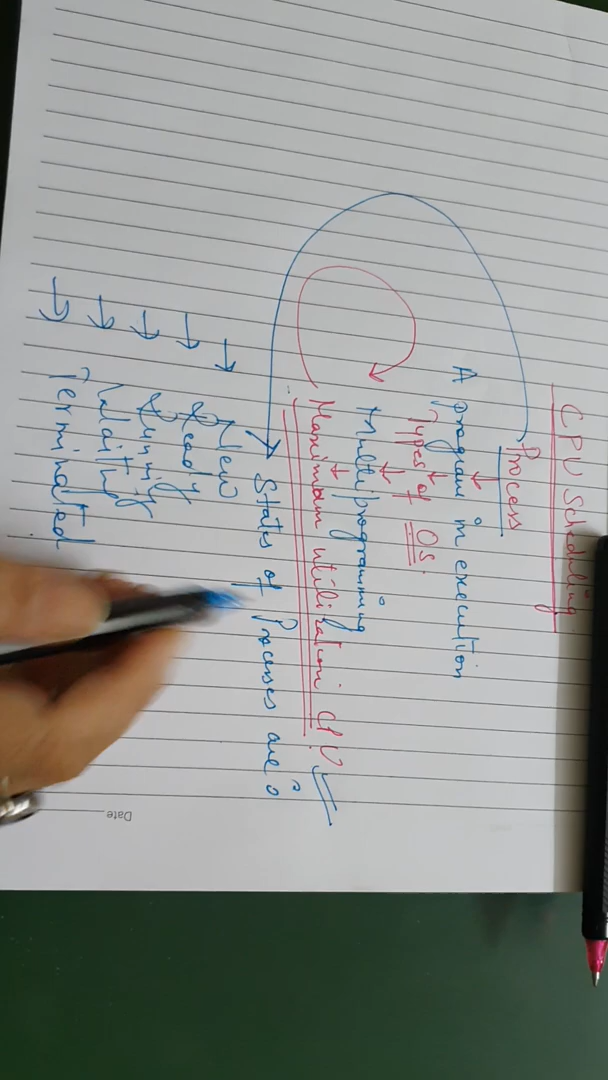 CPU Scheduling
Process
A program in execution
Types of OS.
Multiprogramming
Maximum utilization CPU
States of Processes are :
New
Ready
Running
Waiting
Terminated
Date